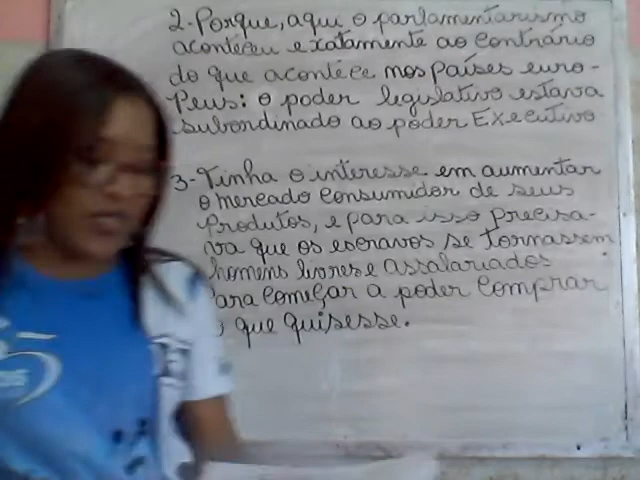 2-Porque, aqui o parlamentarismo
aconteceu exatamente ao contrário
do que acontece nos países euro-
peus: o poder legislativo estava
subordinado ao poder Executivo
3-Tinha o interesse em aumentar
o mercado consumidor de seus
produtos, e para isso precisa-
va que os escravos se tornassem
homens livres e assalariados
para começar a poder comprar
o que quisesse.